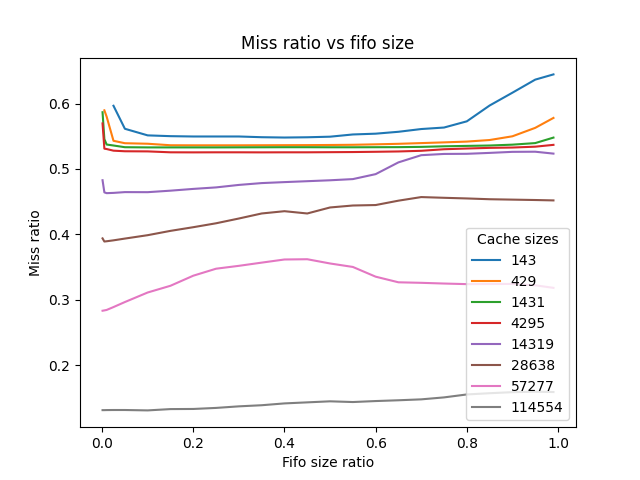 Miss ratio vs fifo size
Miss ratio
0.6
0.5
0.4
0.3
0.2
Cache sizes
143
429
1431
4295
14319
28638
57277
114554
0.0 0.2 0.4 0.6 0.8 1.0
Fifo size ratio